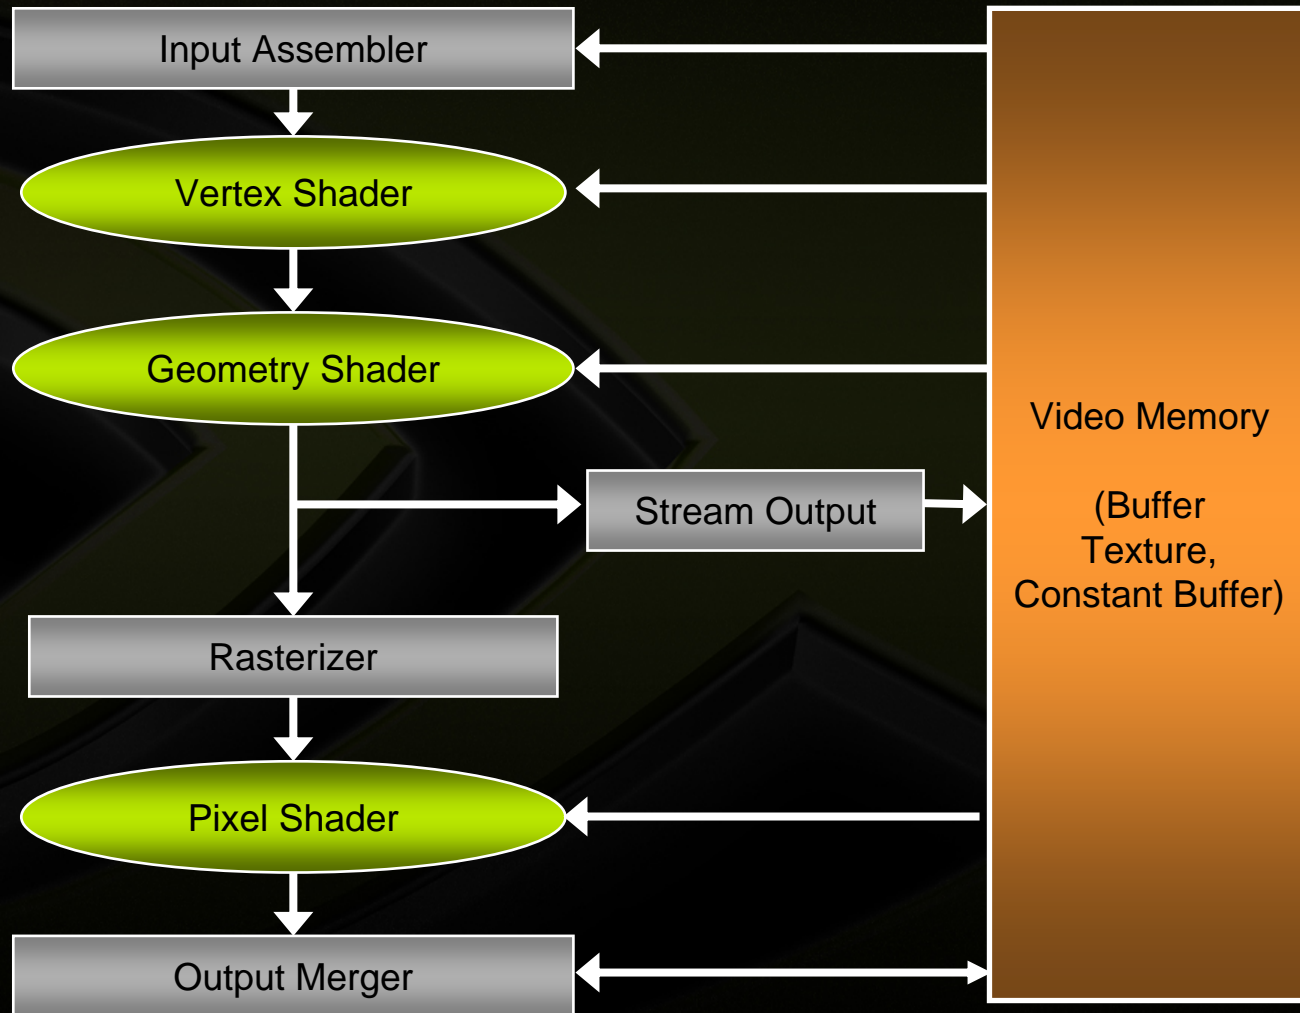 Input Assembler
Vertex Shader
Geometry Shader
Stream Output
Rasterizer
Pixel Shader
Output Merger
Video Memory
(Buffer
Texture,
Constant Buffer)